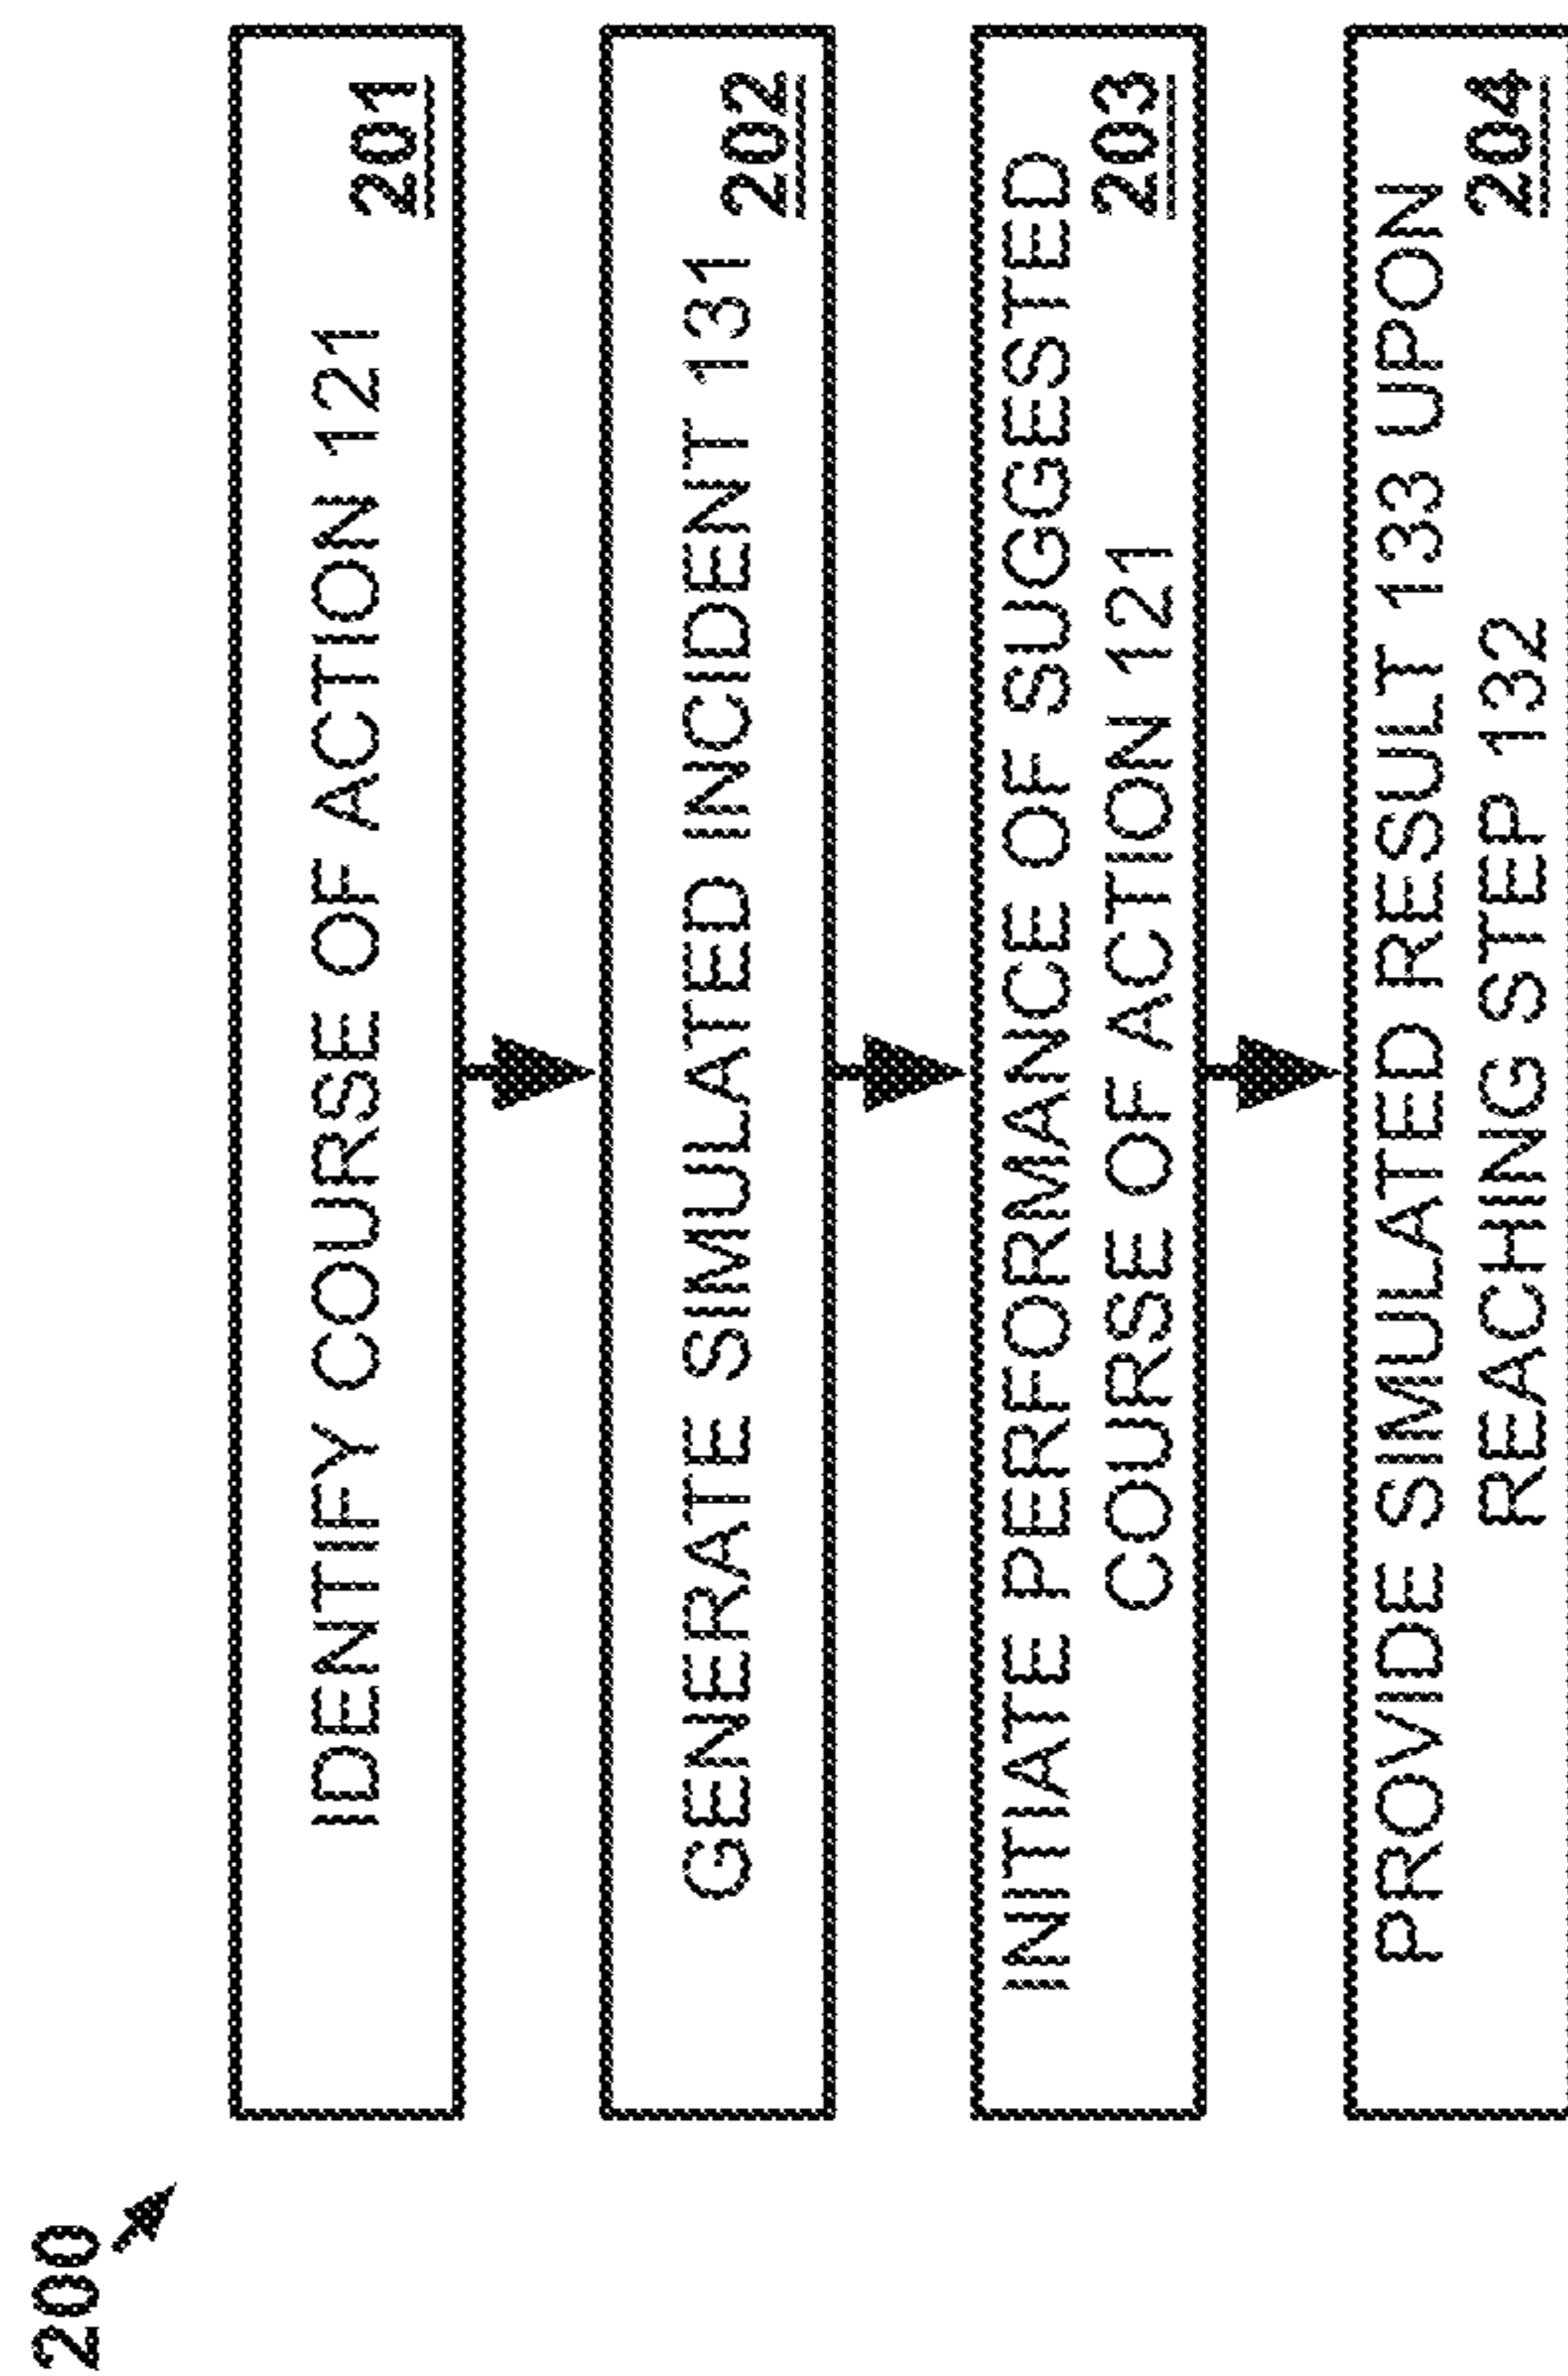 200
IDENTIFY COURSE OF ACTION 121
201
GENERATE SIMULATED INCIDENT 131
202
INITIATE PERFORMANCE OF SUGGESTED
COURSE OF ACTION 121
203
PROVIDE SIMULATED RESULT 133 UPON
REACHING STEP 132
204